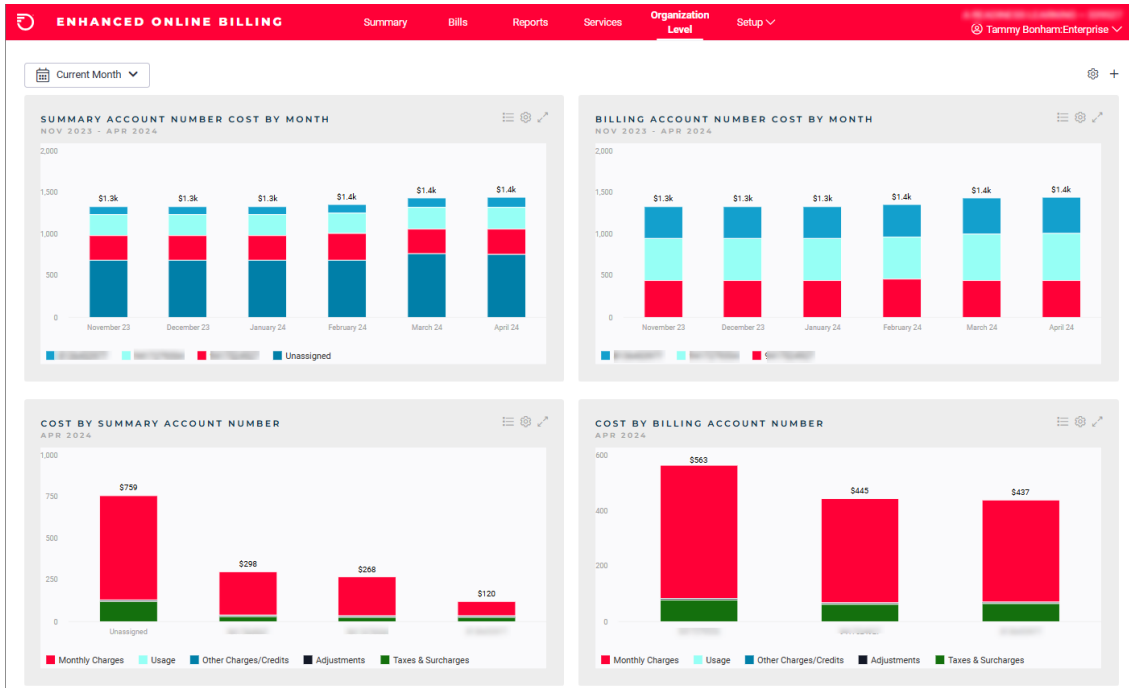 ENHANCED ONLINE BILLING
Summary
Bills
Reports
Services
Organization
Level
Setup
Tammy Bonham:Enterprise
Current Month
SUMMARY ACCOUNT NUMBER COST BY MONTH
NOV 2023 - APR 2024
2,000
1,500
1,000
500
0
$1.3k
$1.3k
$1.3k
$1.4k
$1.4k
$1.4k
November 23
December 23
January 24
February 24
March 24
April 24
Unassigned
BILLING ACCOUNT NUMBER COST BY MONTH
NOV 2023 - APR 2024
2,000
1,500
1,000
500
0
$1.3k
$1.3k
$1.3k
$1.4k
$1.4k
$1.4k
November 23
December 23
January 24
February 24
March 24
April 24
COST BY SUMMARY ACCOUNT NUMBER
APR 2024
1,000
750
500
250
0
$759
$298
$268
$120
Unassigned
Monthly Charges
Usage
Other Charges/Credits
Adjustments
Taxes & Surcharges
COST BY BILLING ACCOUNT NUMBER
APR 2024
600
400
200
0
$563
$445
$437
Monthly Charges
Usage
Other Charges/Credits
Adjustments
Taxes & Surcharges